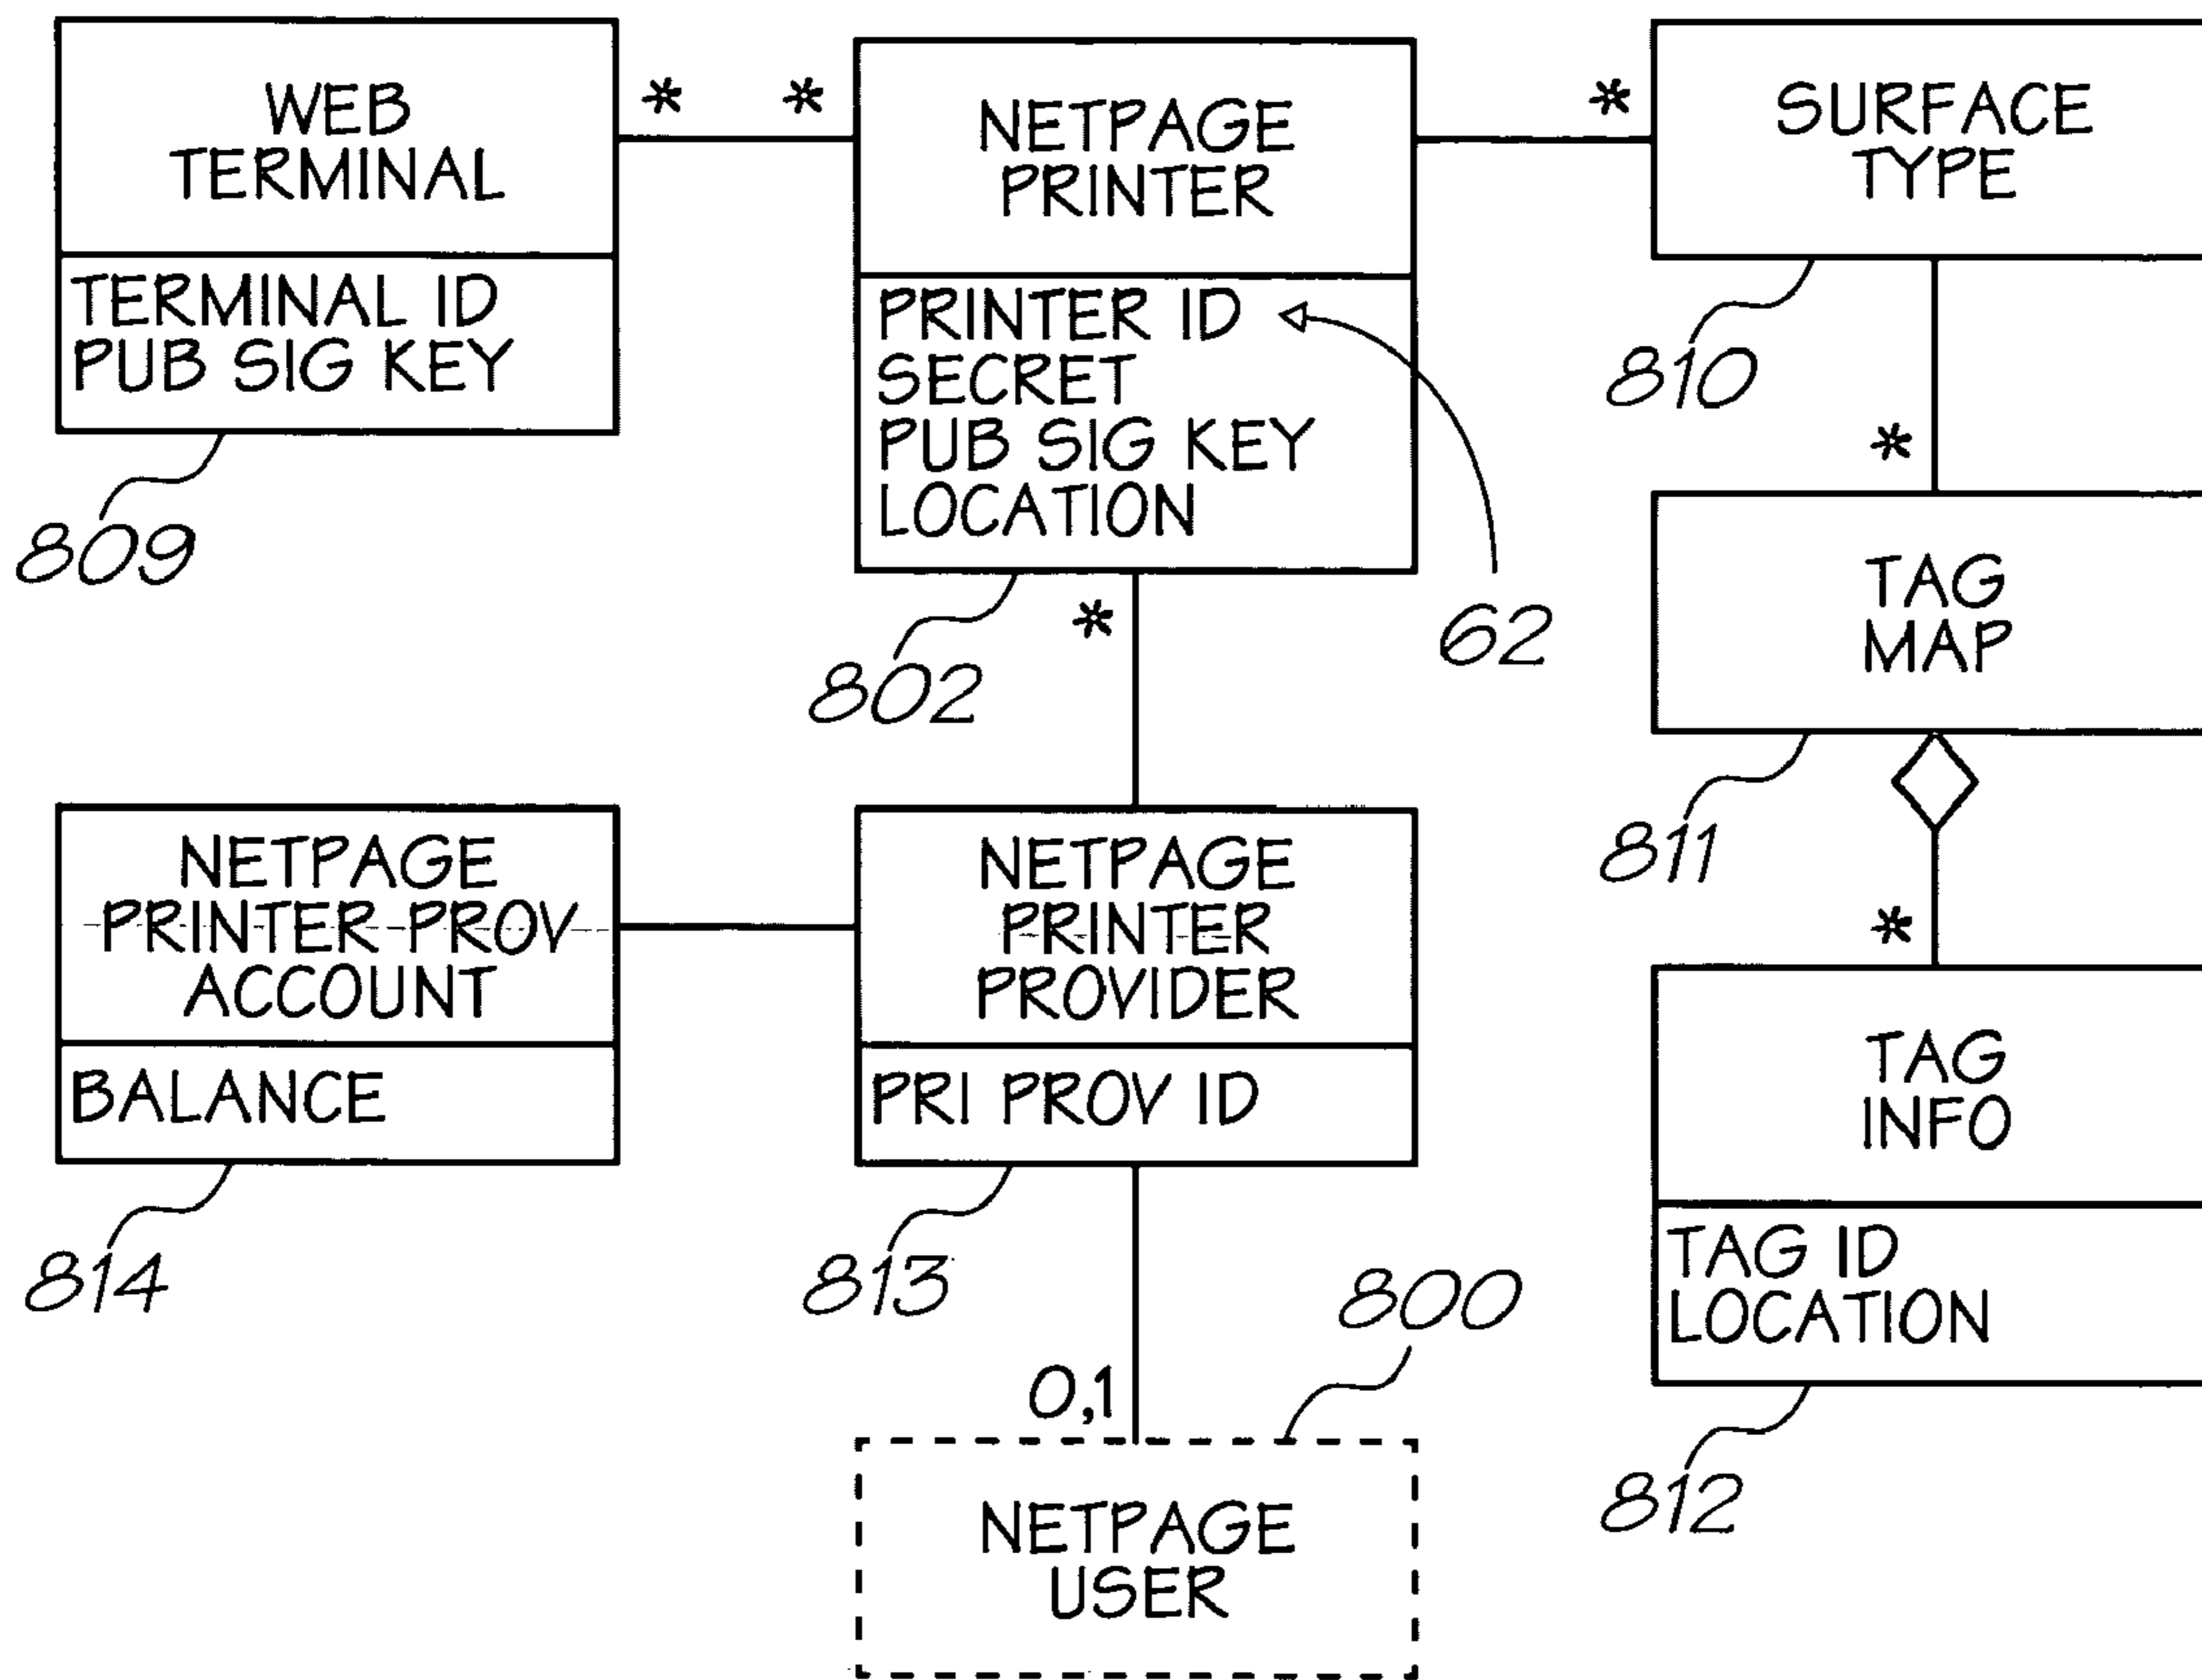 WEB
TERMINAL
TERMINAL ID
PUB SIG KEY
809
*
*
NETPAGE
PRINTER
PRINTER ID
SECRET
PUB SIG KEY
LOCATION
802
62
*
*
SURFACE
TYPE
810
*
TAG
MAP
811
*
TAG
INFO
TAG ID
LOCATION
812
NETPAGE
PRINTER PROV
ACCOUNT
BALANCE
814
NETPAGE
PRINTER
PROVIDER
PRI PROV ID
813
0,1
800
NETPAGE
USER